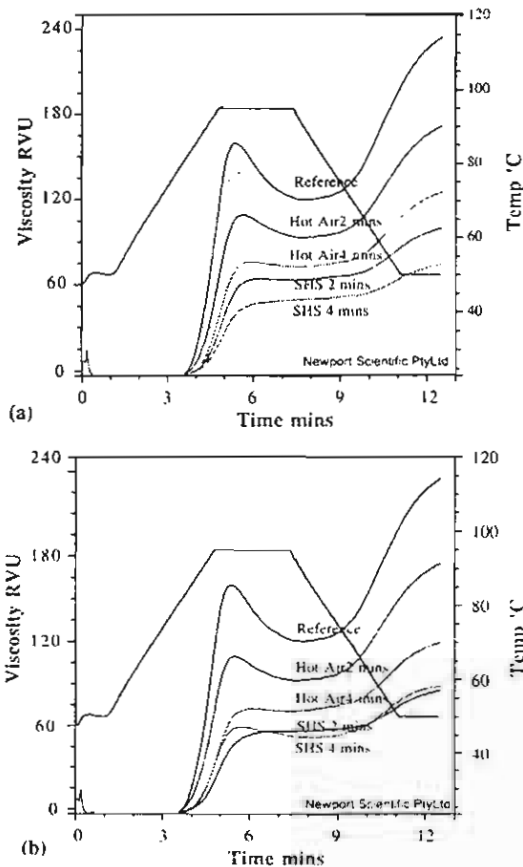 240
180
120
60
0
Viscosity RVU
120
100
80
60
40
Temp 'C
Reference
Hot Air2 mins
Hot Air4 mins
SHS 2 mins
SHS 4 mins
Newport Scientific PtyLtd
0
3
6
9
12
(a)
Time mins
240
180
120
60
0
Viscosity RVU
120
100
80
60
40
Temp 'C
Reference
Hot Air2 mins
Hot Air4 mins
SHS 2 mins
SHS 4 mins
Newport Scientific PtyLtd
0
3
6
9
12
(b)
Time mins